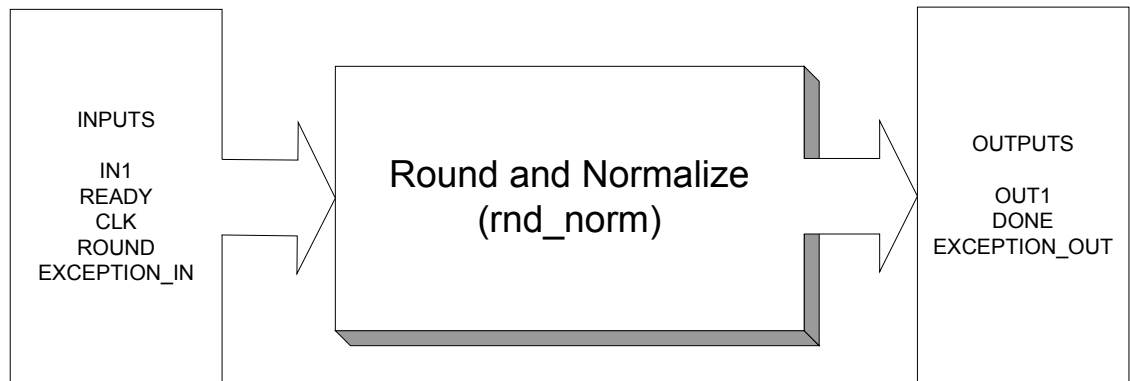 INPUTS
IN1
READY
CLK
ROUND
EXCEPTION_IN
Round and Normalize
(rnd_norm)
OUTPUTS
OUT1
DONE
EXCEPTION_OUT